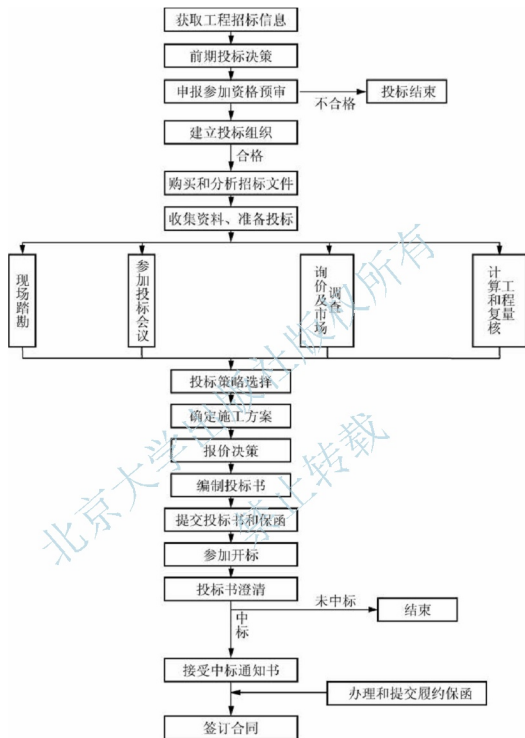 获取工程招标信息
前期投标决策
申报参加资格预审
不合格
投标结束
建立投标组织
合格
购买和分析招标文件
收集资料、准备投标
现场踏勘
参加投标会议
询价及市场
调查
工程量
计算和复核
投标策略选择
确定施工方案
报价决策
编制投标书
提交投标书和保函
参加开标
投标书澄清
未中标
结束
中标
接受中标通知书
办理和提交履约保函
签订合同
北京大学出版社版权所有
禁止转载